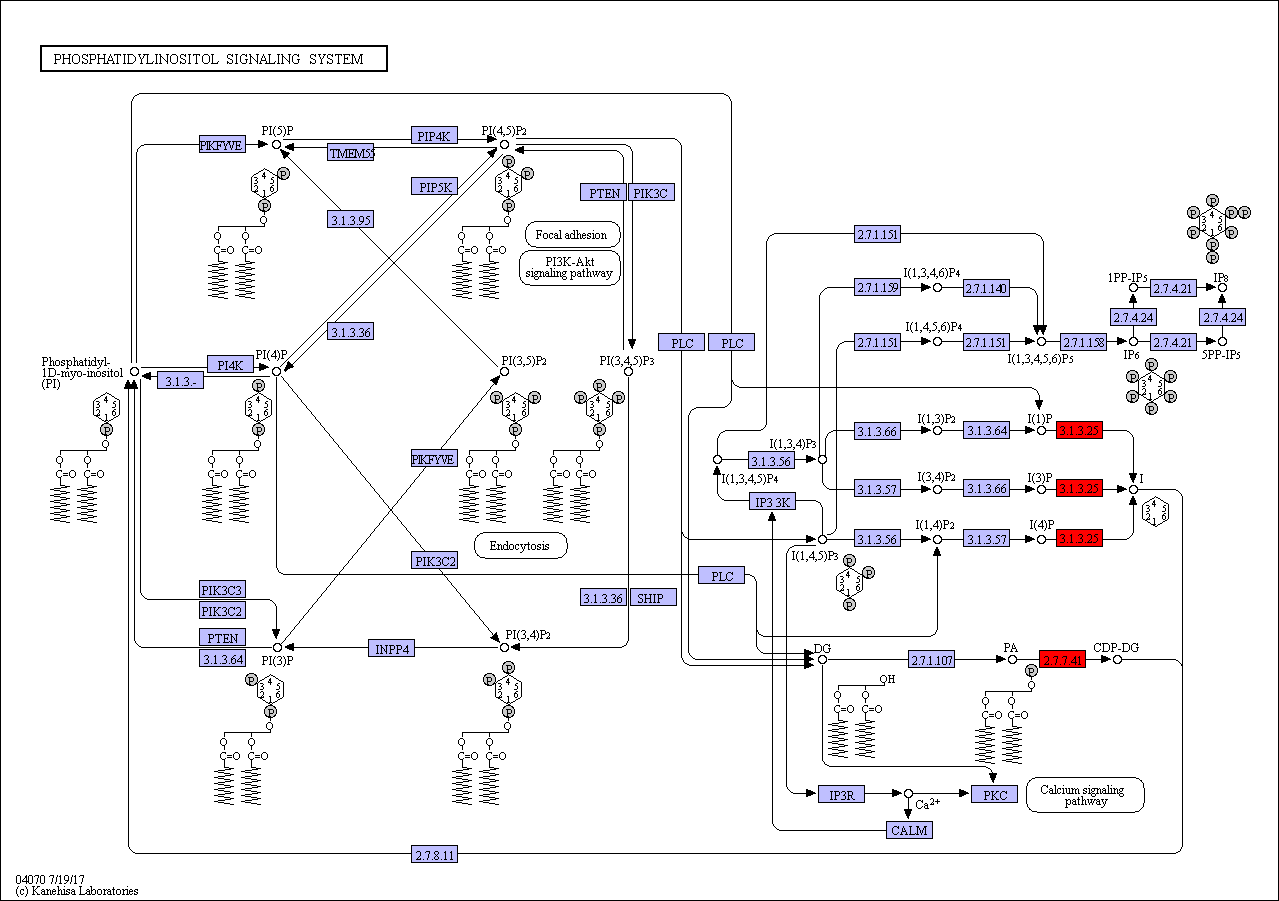 PHOSPHATIDYLINOSITOL SIGNALING SYSTEM
PI(5)P
PI(4,5)P2
PIKFYVE
PIP4K
TMEM55
PIP5K
PTEN
PIK3C
3.1.3.95
Focal adhesion
PI3K-Akt
signaling pathway
3.1.3.36
Phosphatidyl-
1D-myo-inositol
(PI)
PI4K
3.1.3.-
PI(4)P
PI(3,5)P2
PI(3,4,5)P3
PLC
PLC
PIKFYVE
Endocytosis
PIK3C2
PLC
PIK3C3
PIK3C2
PTEN
3.1.3.64
PI(3)P
INPP4
PI(3,4)P2
3.1.3.36
SHIP
2.7.1.151
I(1,3,4,6)P4
2.7.1.159
2.7.1.140
I(1,4,5,6)P4
2.7.1.151
2.7.1.151
I(1,3,4,5,6)P5
2.7.1.158
1PP-IP5
2.7.4.21
IP8
2.7.4.24
2.7.4.24
IP6
2.7.4.21
5PP-IP5
I(1,3,4)P3
3.1.3.56
I(1,3,4,5)P4
IP3 3K
I(1,4,5)P3
3.1.3.66
I(1,3)P2
3.1.3.64
I(1)P
3.1.3.25
3.1.3.57
I(3,4)P2
3.1.3.66
I(3)P
3.1.3.25
I
3.1.3.56
I(1,4)P2
3.1.3.57
I(4)P
3.1.3.25
DG
2.7.1.107
PA
2.7.7.41
CDP-DG
OH
IP3R
Ca2+
PKC
CALM
Calcium signaling
pathway
2.7.8.11
04070 7/19/17
(c) Kanehisa Laboratories